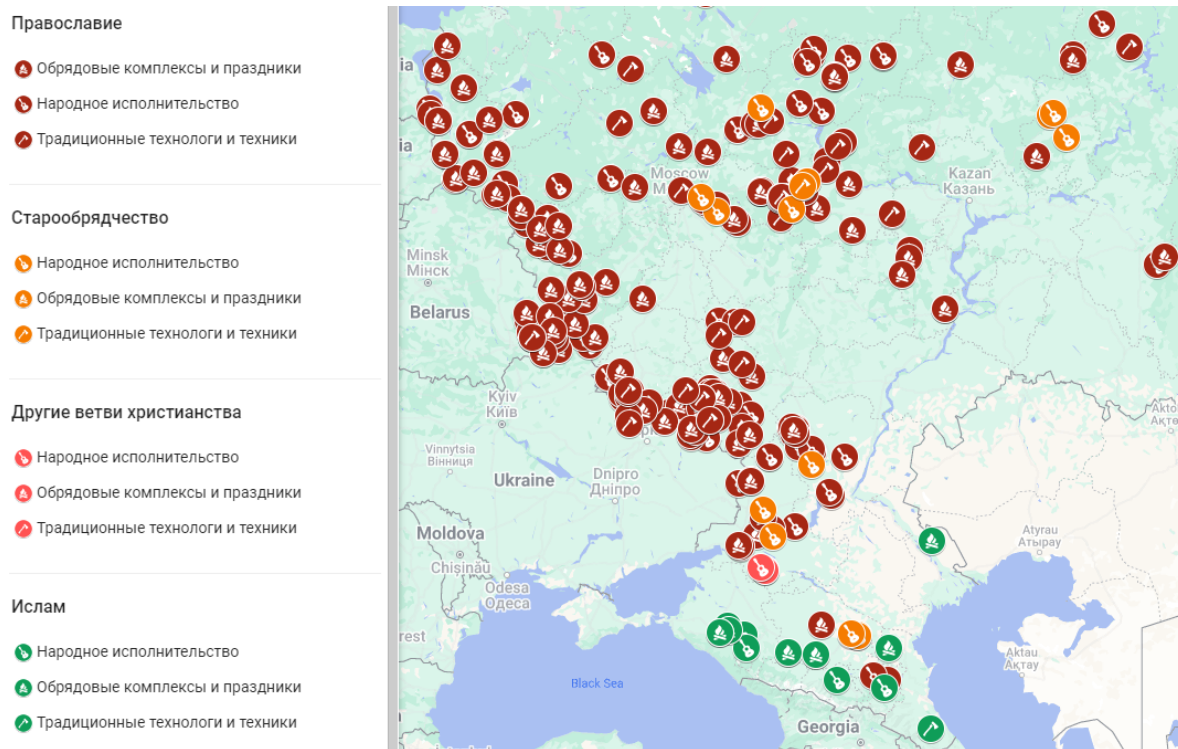 Православие
Обрядовые комплексы и праздники
Народное исполнительство
Традиционные технологи и техники
Старообрядчество
Народное исполнительство
Обрядовые комплексы и праздники
Традиционные технологи и техники
Другие ветви христианства
Народное исполнительство
Обрядовые комплексы и праздники
Традиционные технологи и техники
Ислам
Народное исполнительство
Обрядовые комплексы и праздники
Традиционные технологи и техники
Moscow
Kazan
Казань
Minsk
Мінск
Belarus
Kyiv
Київ
Vinnytsia
Вінниця
Ukraine
Dnipro
Дніпро
Moldova
Chișinău
Odesa
Одеса
Atyrau
Атырау
Aktau
Ақтау
Black Sea
Georgia